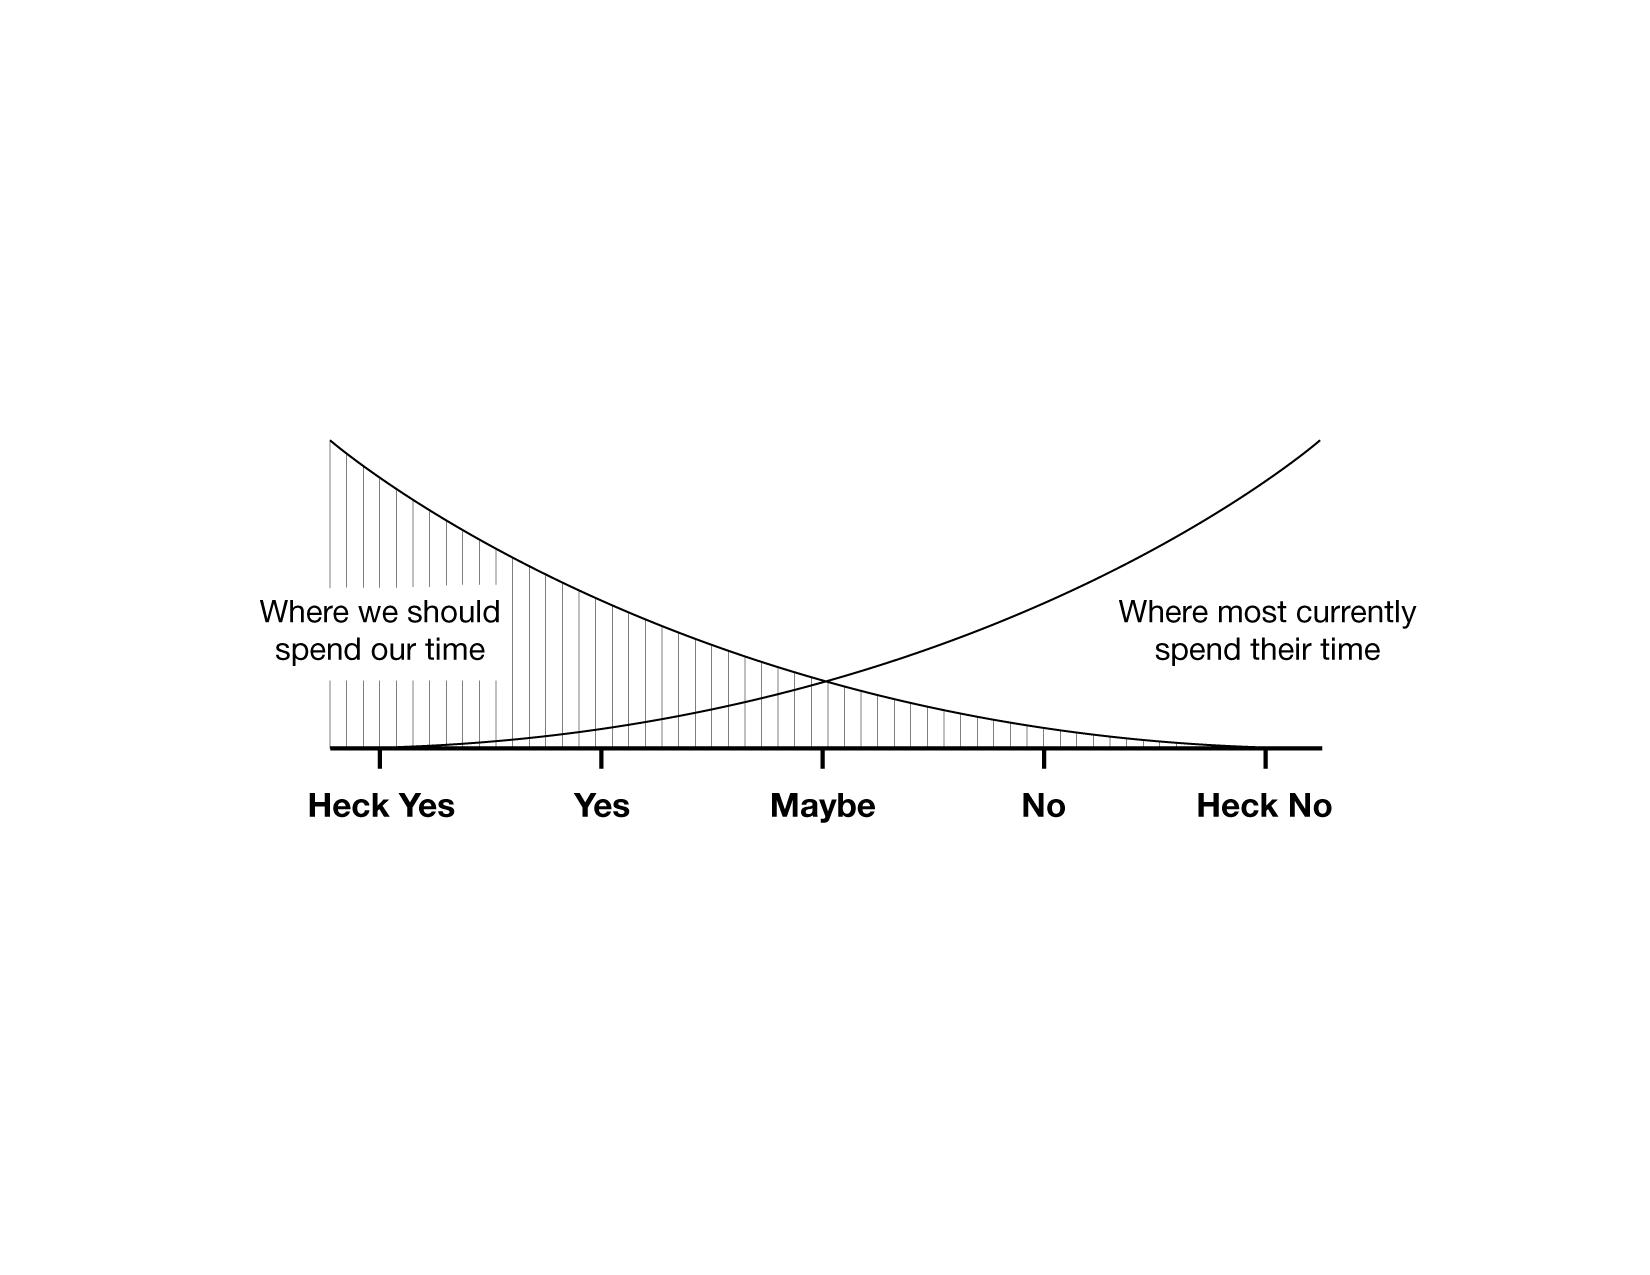 Where we should
spend our time
Where most currently
spend their time
Heck Yes
Yes
Maybe
No
Heck No